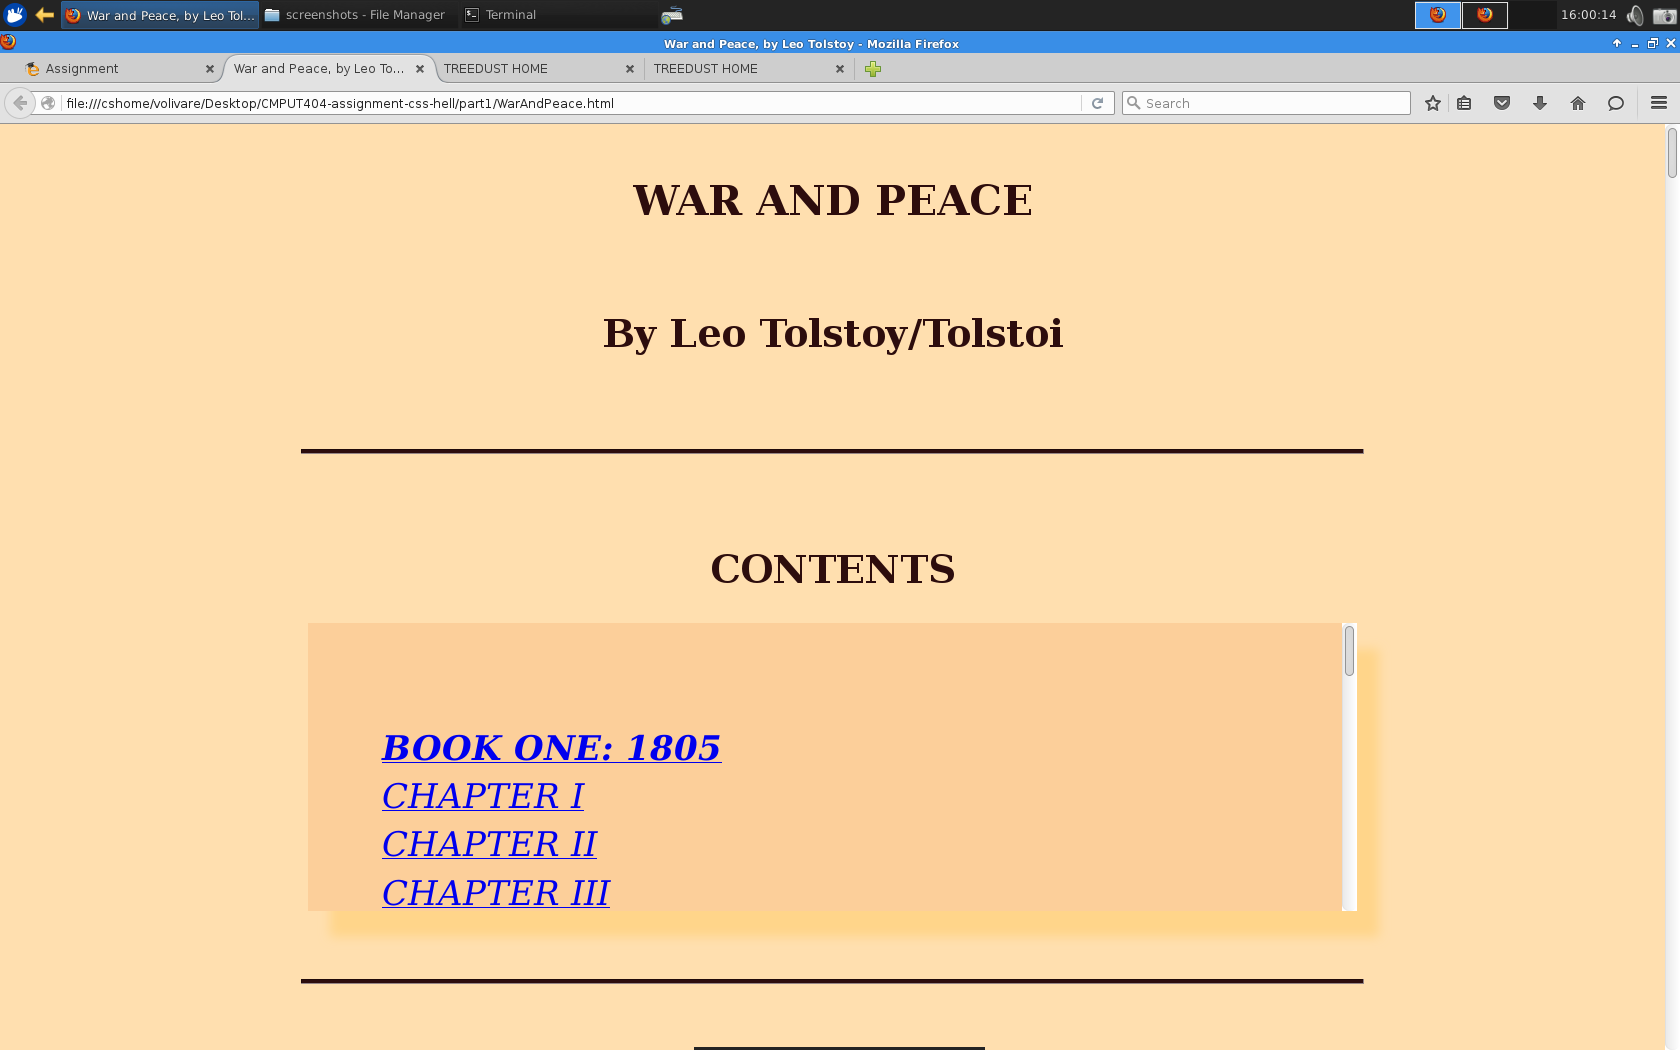 War and Peace, by Leo Tol...
screenshots - File Manager
Terminal
16:00:14
War and Peace, by Leo Tolstoy - Mozilla Firefox
Assignment
War and Peace, by Leo To...
TREEDUST HOME
TREEDUST HOME
file:///cshome/volivare/Desktop/CMPUT404-assignment-css-hell/part1/WarAndPeace.html
Search
WAR AND PEACE
By Leo Tolstoy/Tolstoi
CONTENTS
BOOK ONE: 1805
CHAPTER I
CHAPTER II
CHAPTER III